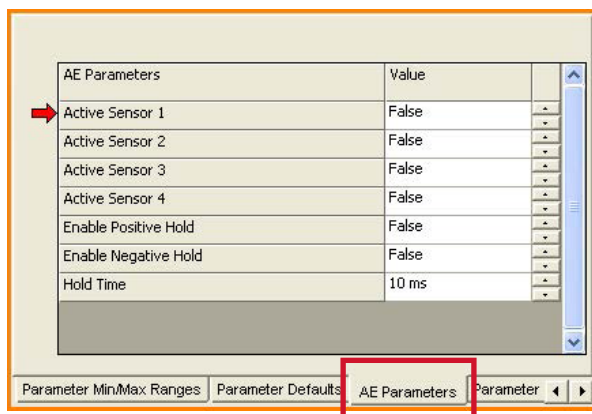 AE Parameters Value
Active Sensor 1 False
Active Sensor 2 False
Active Sensor 3 False
Active Sensor 4 False
Enable Positive Hold False
Enable Negative Hold False
Hold Time 10 ms
Parameter Min/Max Ranges Parameter Defaults AE Parameters Parameter